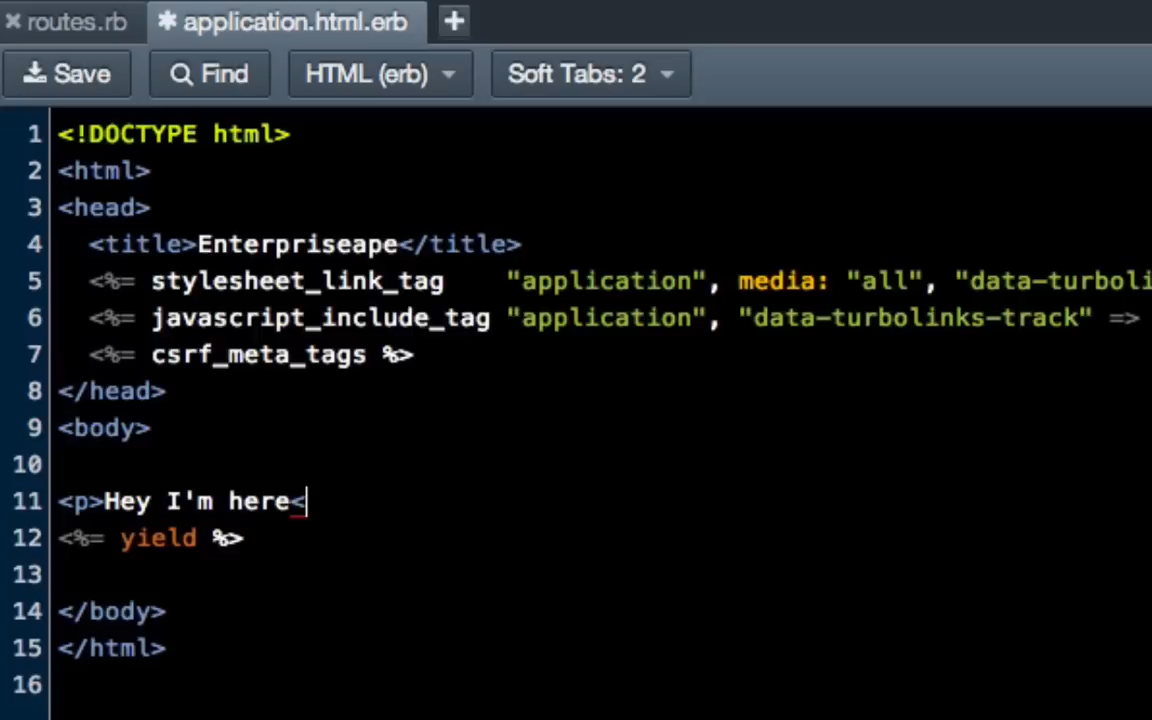 routes.rb
application.html.erb
Save
Find
HTML (erb)
Soft Tabs: 2
1 <!DOCTYPE html>
2 <html>
3 <head>
4   <title>Enterpriseape</title>
5   <%= stylesheet_link_tag    "application", media: "all", "data-turboli
6   <%= javascript_include_tag "application", "data-turbolinks-track" =>
7   <%= csrf_meta_tags %>
8 </head>
9 <body>
10
11 <p>Hey I'm here<
12 <%= yield %>
13
14 </body>
15 </html>
16